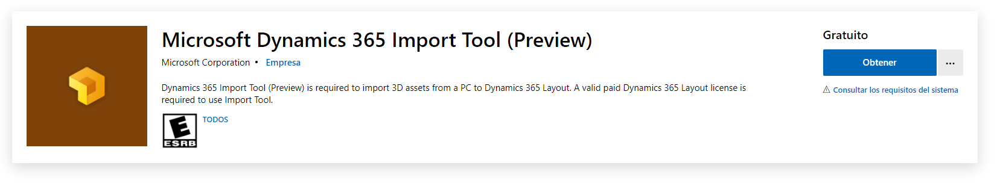 Microsoft Dynamics 365 Import Tool (Preview)
Microsoft Corporation • Empresa
Dynamics 365 Import Tool (Preview) is required to import 3D assets from a PC to Dynamics 365 Layout. A valid paid Dynamics 365 Layout license is
required to use Import Tool.
E
ESRB
TODOS
Gratuito
Obtener
...
Consultar los requisitos del sistema